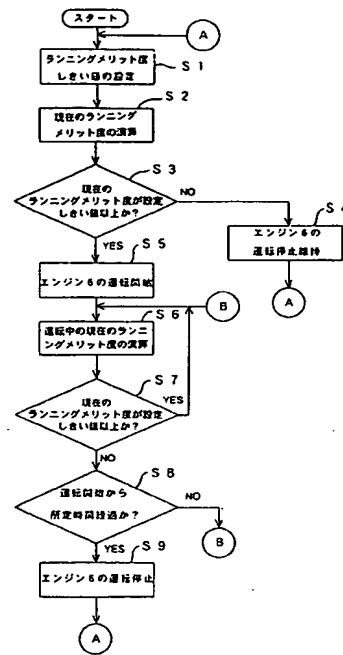 スタート
A
ランニングメリット度
しきい値の設定
S 1
S 2
現在のランニング
メリット度の演算
S 3
現在の
ランニングメリット度が設定
しきい値以上か?
NO
YES
S 4
エンジン6の
運転停止維持
A
S 5
エンジン6の運転開始
B
S 6
運転中の現在のランニ
ングメリット度の演算
S 7
現在の
ランニングメリット度が設定
しきい値以上か?
YES
NO
S 8
運転開始から
所定時間経過か?
NO
B
YES
S 9
エンジン6の運転停止
A